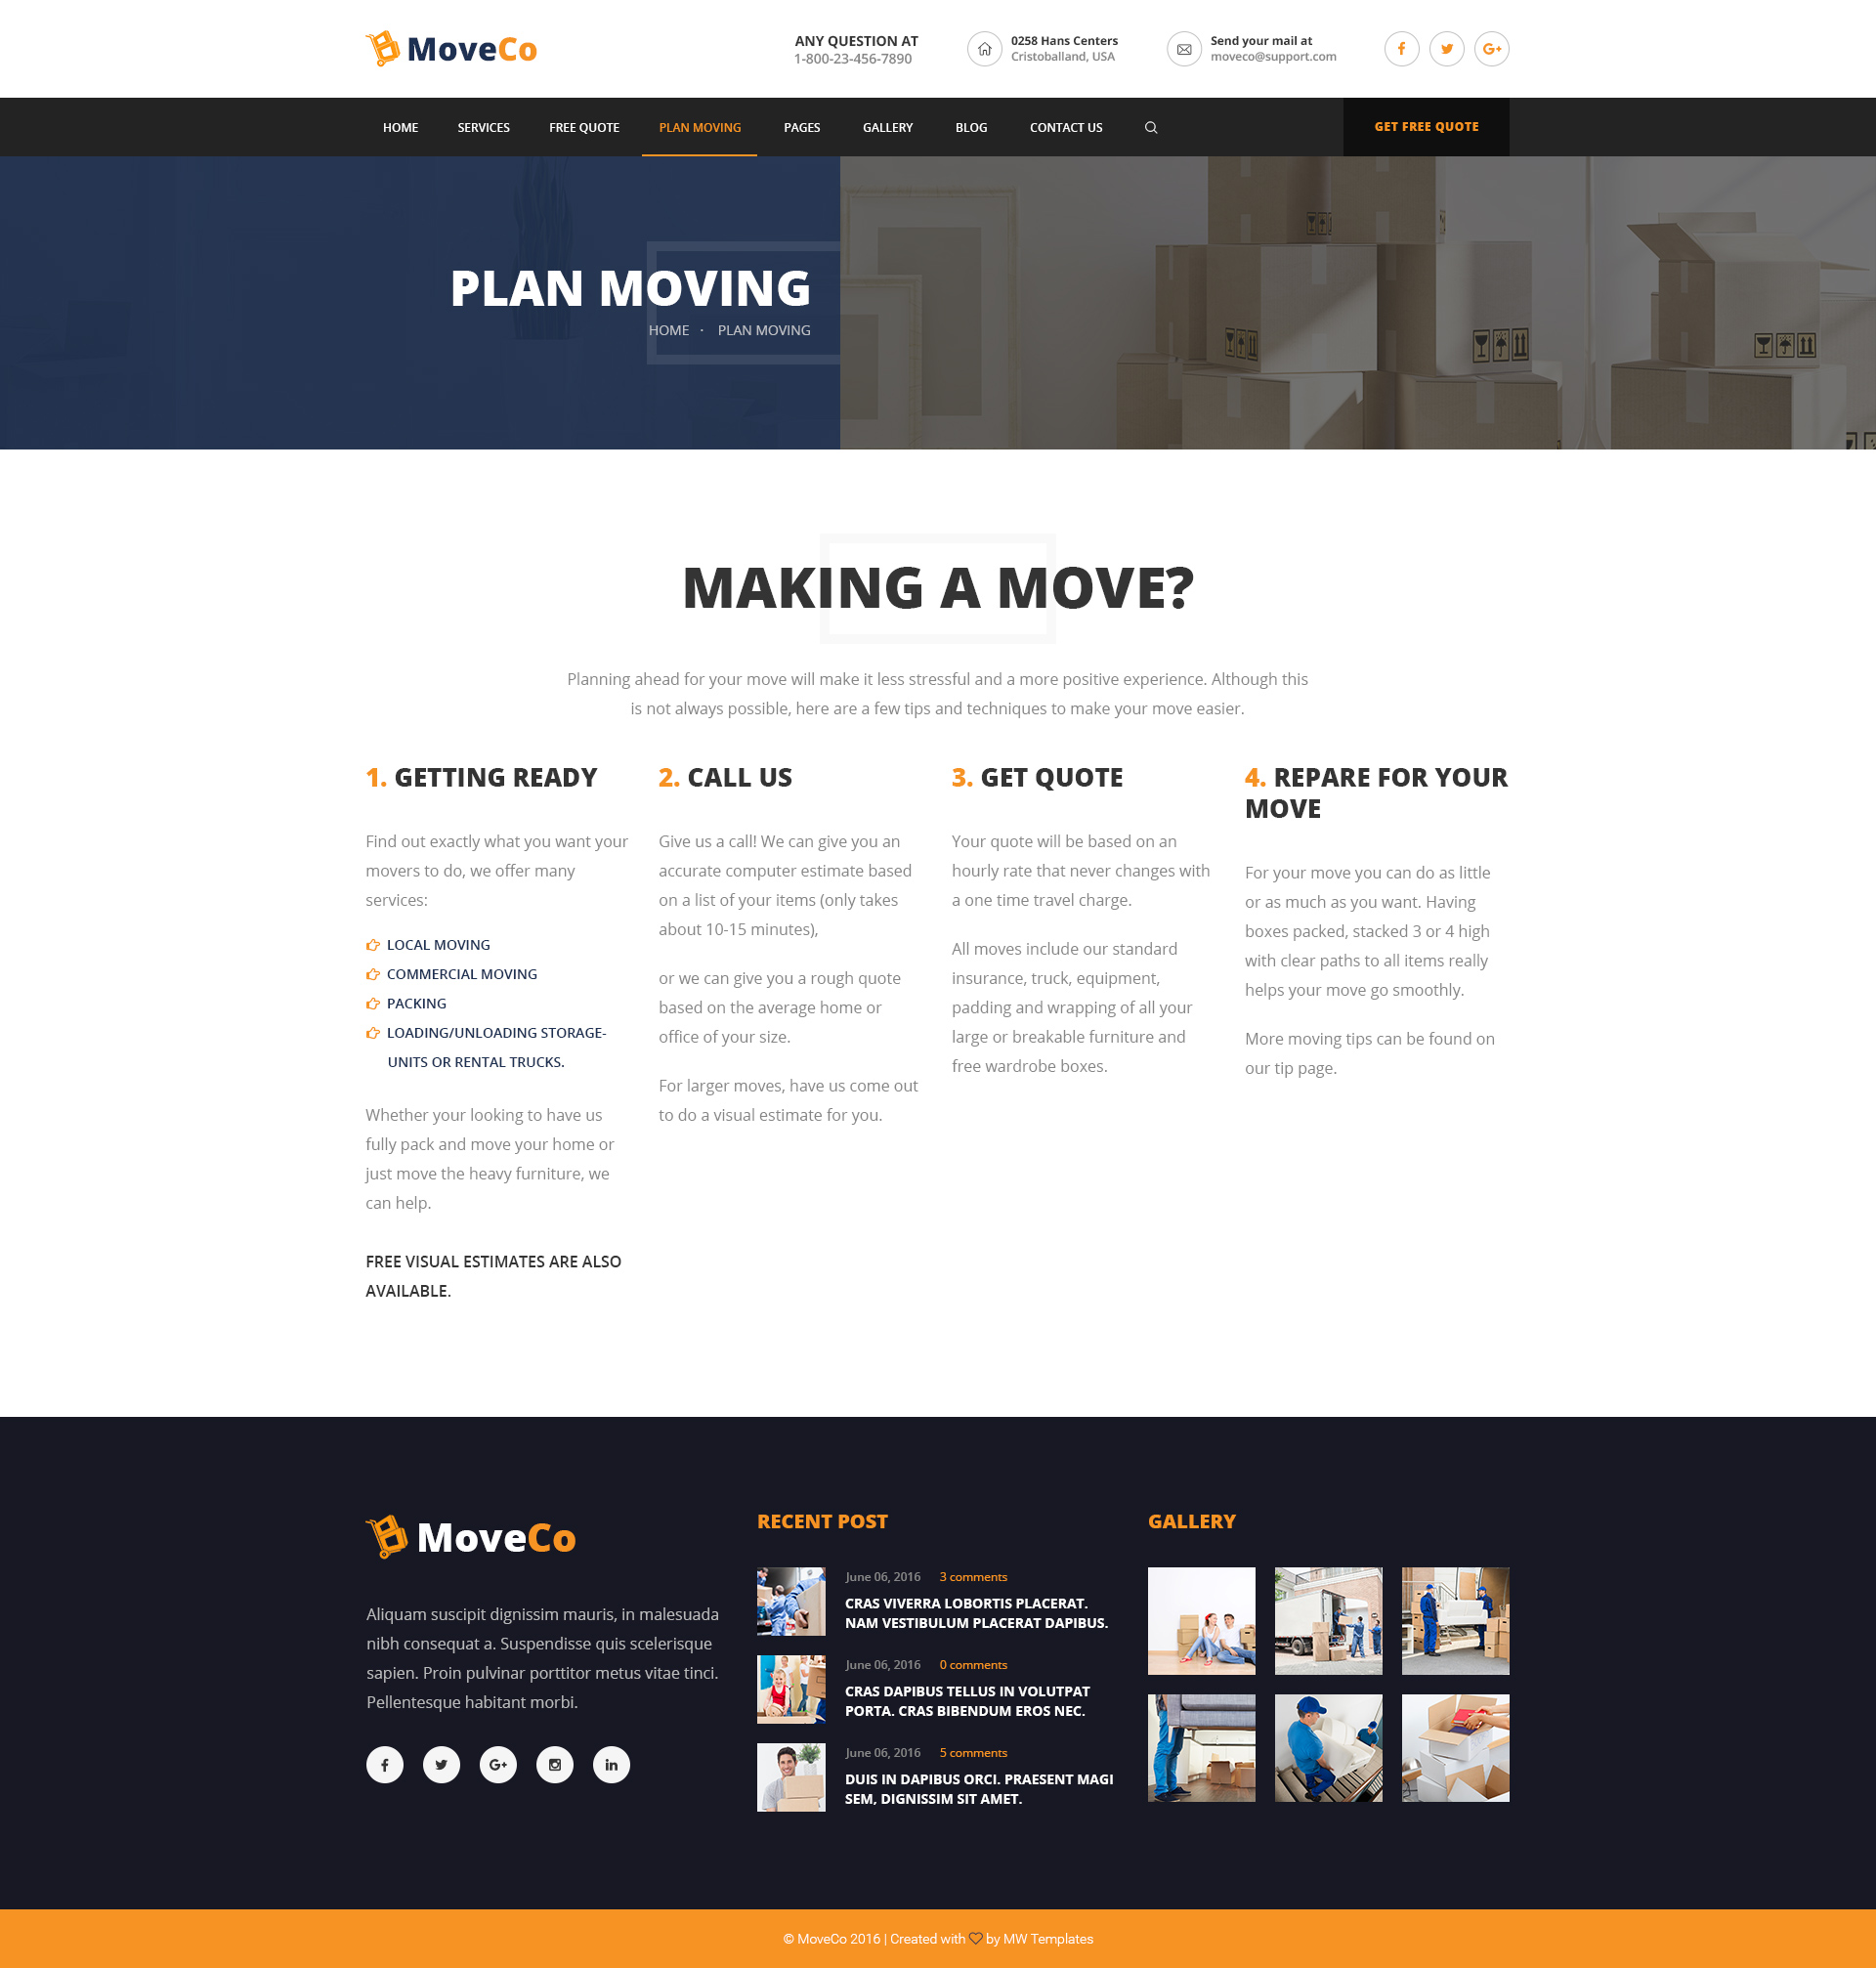 MoveCo
ANY QUESTION AT
1-800-23-456-7890
0258 Hans Centers
Cristoballand, USA
Send your mail at
moveco@support.com
HOME
SERVICES
FREE QUOTE
PLAN MOVING
PAGES
GALLERY
BLOG
CONTACT US
GET FREE QUOTE
PLAN MOVING
HOME · PLAN MOVING
MAKING A MOVE?
Planning ahead for your move will make it less stressful and a more positive experience. Although this
is not always possible, here are a few tips and techniques to make your move easier.
1. GETTING READY
Find out exactly what you want your
movers to do, we offer many
services:
LOCAL MOVING
COMMERCIAL MOVING
PACKING
LOADING/UNLOADING STORAGE-
UNITS OR RENTAL TRUCKS.
Whether your looking to have us
fully pack and move your home or
just move the heavy furniture, we
can help.
FREE VISUAL ESTIMATES ARE ALSO
AVAILABLE.
2. CALL US
Give us a call! We can give you an
accurate computer estimate based
on a list of your items (only takes
about 10-15 minutes),
or we can give you a rough quote
based on the average home or
office of your size.
For larger moves, have us come out
to do a visual estimate for you.
3. GET QUOTE
Your quote will be based on an
hourly rate that never changes with
a one time travel charge.
All moves include our standard
insurance, truck, equipment,
padding and wrapping of all your
large or breakable furniture and
free wardrobe boxes.
4. REPARE FOR YOUR
MOVE
For your move you can do as little
or as much as you want. Having
boxes packed, stacked 3 or 4 high
with clear paths to all items really
helps your move go smoothly.
More moving tips can be found on
our tip page.
MoveCo
Aliquam suscipit dignissim mauris, in malesuada
nibh consequat a. Suspendisse quis scelerisque
sapien. Proin pulvinar porttitor metus vitae tinci.
Pellentesque habitant morbi.
RECENT POST
June 06, 2016 3 comments
CRAS VIVERRA LOBORTIS PLACERAT.
NAM VESTIBULUM PLACERAT DAPIBUS.
June 06, 2016 0 comments
CRAS DAPIBUS TELLUS IN VOLUTPAT
PORTA. CRAS BIBENDUM EROS NEC.
June 06, 2016 5 comments
DUIS IN DAPIBUS ORCI. PRAESENT MAGI
SEM, DIGNISSIM SIT AMET.
GALLERY
© MoveCo 2016 | Created with ♡ by MW Templates